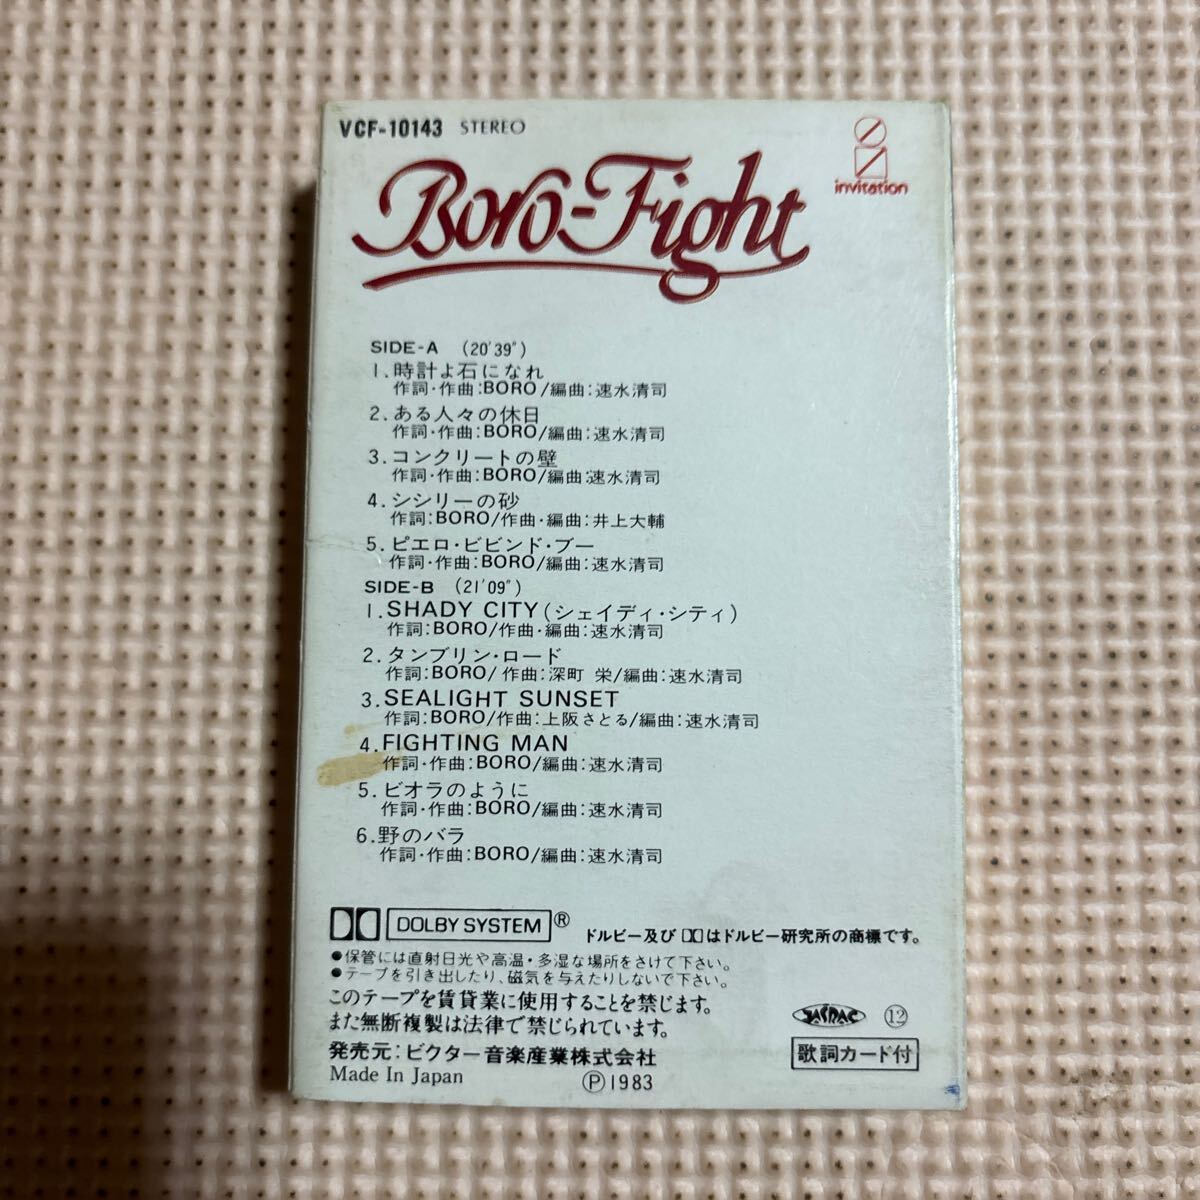 VCF-10143 STEREO
Boro-Fight
invitation
SIDE-A (20'39")
1.時計よ石になれ
作詞・作曲:BORO/編曲:速水清司
2.ある人々の休日
作詞・作曲:BORO/編曲:速水清司
3.コンクリートの壁
作詞・作曲:BORO/編曲:速水清司
4.シシリーの砂
作詞:BORO/作曲・編曲:井上大輔
5.ピエロ・ビビンド・ブー
作詞・作曲:BORO/編曲:速水清司
SIDE-B (21'09")
1.SHADY CITY(シェイディ・シティ)
作詞:BORO/作曲・編曲:速水清司
2.タンブリン・ロード
作詞:BORO/作曲:深町 栄/編曲:速水清司
3.SEALIGHT SUNSET
作詞:BORO/作曲:上阪さとる/編曲:速水清司
4.FIGHTING MAN
作詞・作曲:BORO/編曲:速水清司
5.ビオラのように
作詞・作曲:BORO/編曲:速水清司
6.野のバラ
作詞・作曲:BORO/編曲:速水清司
DOLBY SYSTEM® ドルビー及びはドルビー研究所の商標です。
●保管には直射日光や高温・多湿な場所をさけて下さい。
●テープを引き出したり、磁気を与えたりしないで下さい。
このテープを賃貸業に使用することを禁じます。
また無断複製は法律で禁じられています。
JASRAC ⑫
発売元:ビクター音楽産業株式会社
歌詞カード付
Made In Japan Ⓟ1983